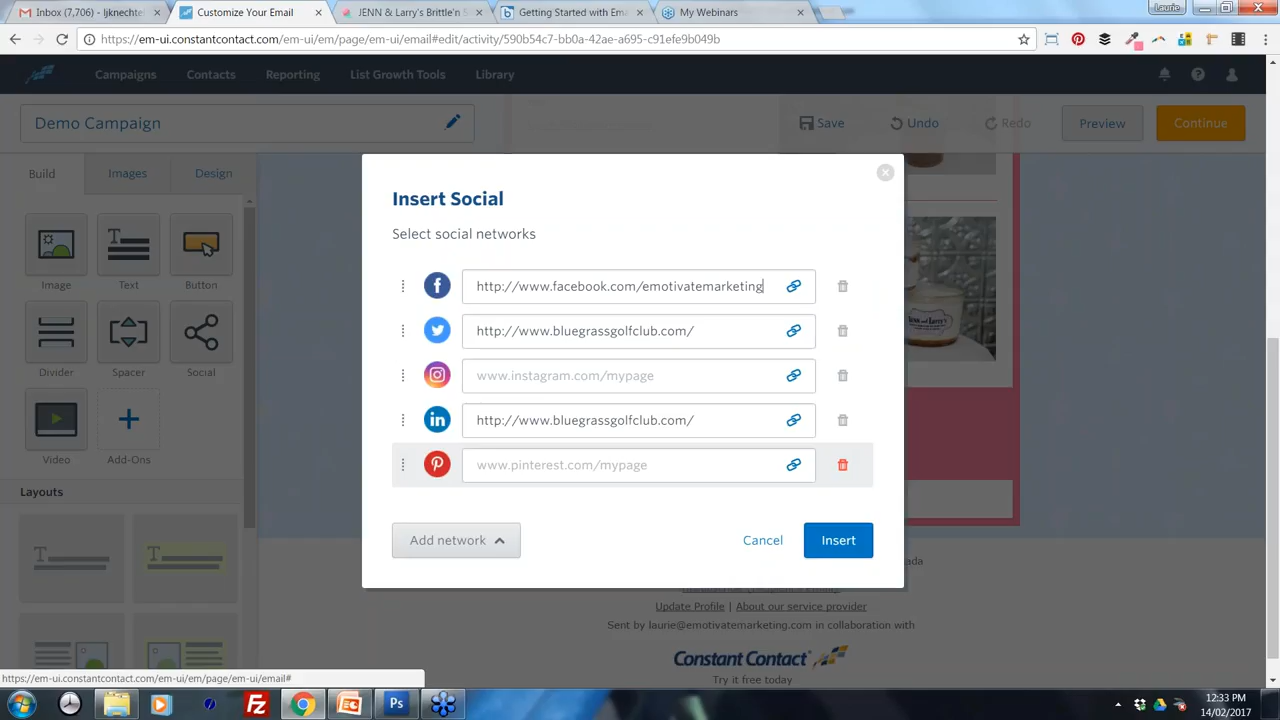 Inbox (7,706) - ljknechte
Customize Your Email
JENN & Larry's Brittle'n S
Getting Started with Ema
My Webinars
Laurie
https://em-ui.constantcontact.com/em-ui/em/page/em-ui/email#edit/activity/590b54c7-bb0a-42ae-a695-c91efe9b049b
Campaigns Contacts Reporting List Growth Tools Library
Demo Campaign
Save Undo Redo Preview Continue
Build Images Design
Image Text Button
Divider Spacer Social
Video Add-Ons
Layouts
Insert Social
Select social networks
http://www.facebook.com/emotivatemarketing
http://www.bluegrassgolfclub.com/
www.instagram.com/mypage
http://www.bluegrassgolfclub.com/
www.pinterest.com/mypage
Add network Cancel Insert
Update Profile | About our service provider
Sent by laurie@emotivatemarketing.com in collaboration with
Constant Contact
Try it free today
https://em-ui.constantcontact.com/em-ui/em/page/em-ui/email#
12:33 PM
14/02/2017